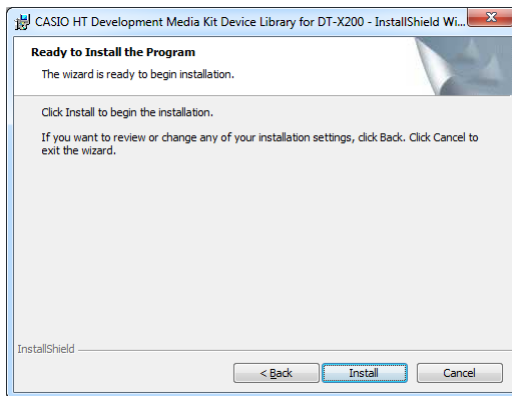 CASIO HT Development Media Kit Device Library for DT-X200 - InstallShield Wi...
Ready to Install the Program
The wizard is ready to begin installation.
Click Install to begin the installation.
If you want to review or change any of your installation settings, click Back. Click Cancel to
exit the wizard.
InstallShield
< Back
Install
Cancel